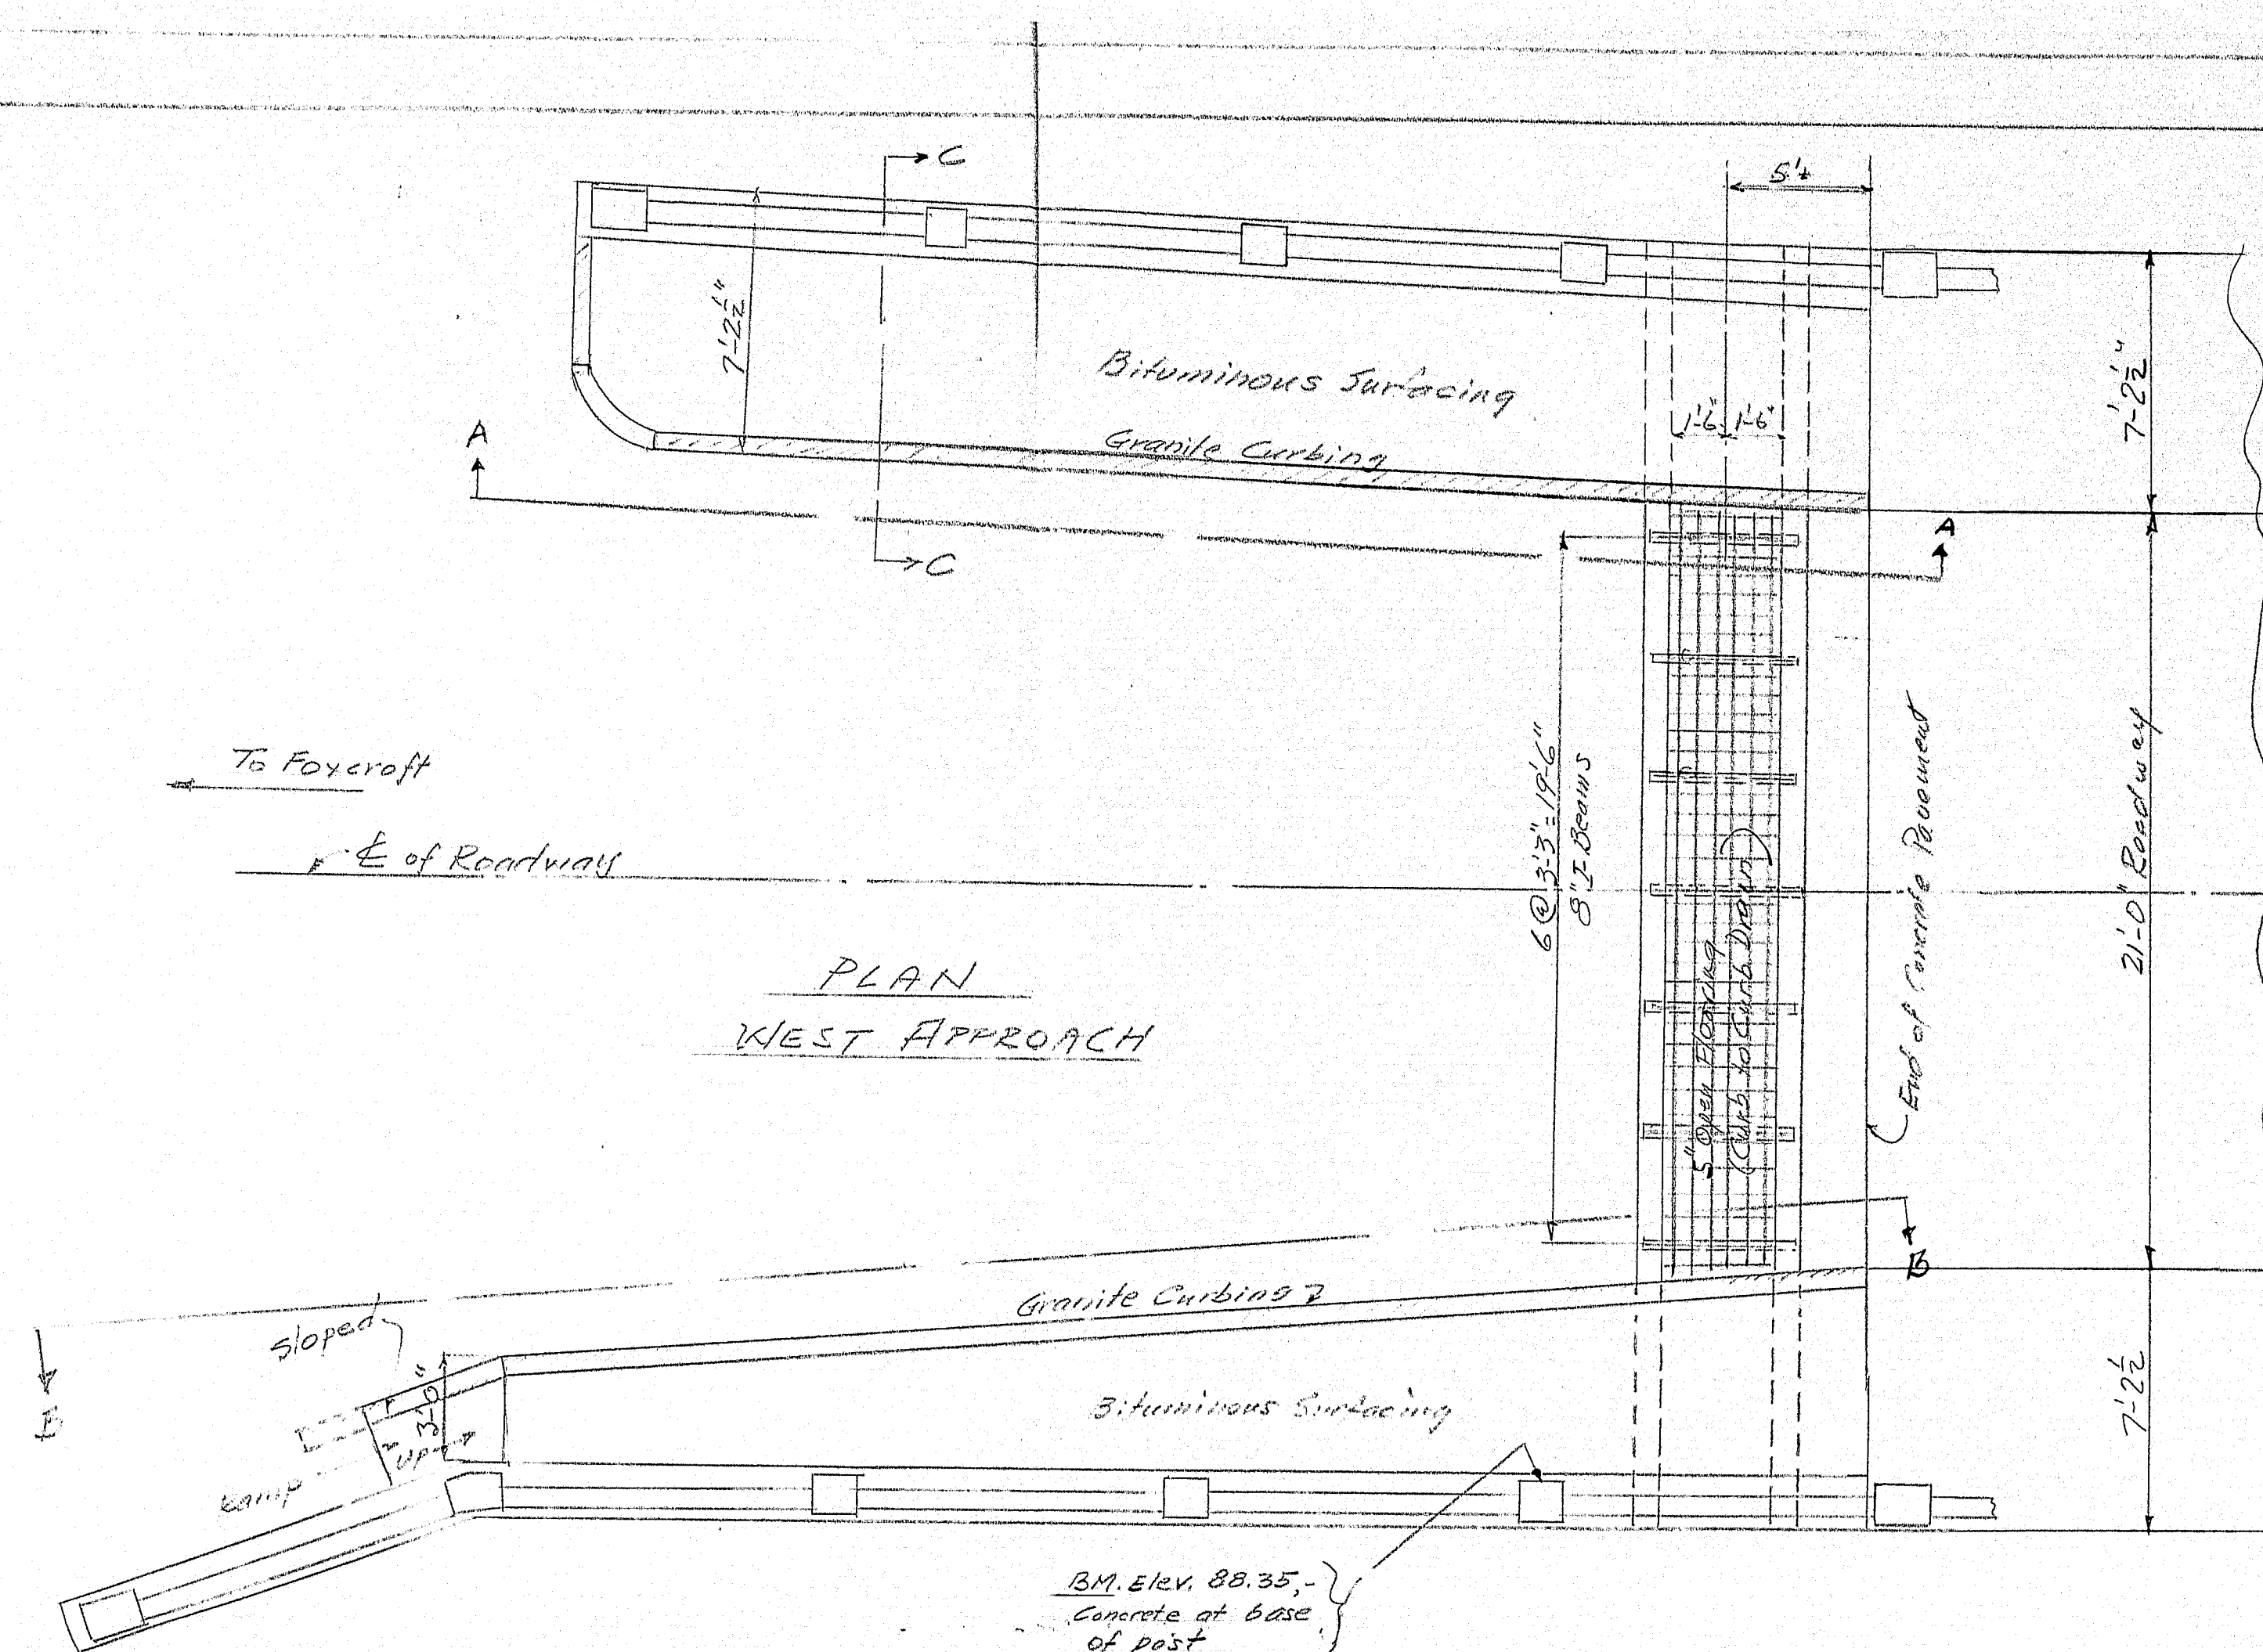 C
5'±
7'-2½"
Bituminous Surfacing
7'-2½"
1'-6" 1'-6"
A
Granite Curbing
A
C
To Foxcroft
6 @ 3'-3" = 19'-6"
8" I-Beams
End of Concrete Pavement
21'-0" Roadway
℄ of Roadway
5" Open Flooring
(Curb to Curb Drain)
PLAN
WEST APPROACH
B
Granite Curbing
Sloped
3'-0"
B
Bituminous Surfacing
7'-2½
UP
Ramp
BM. Elev. 88.35,-
Concrete at base
of post